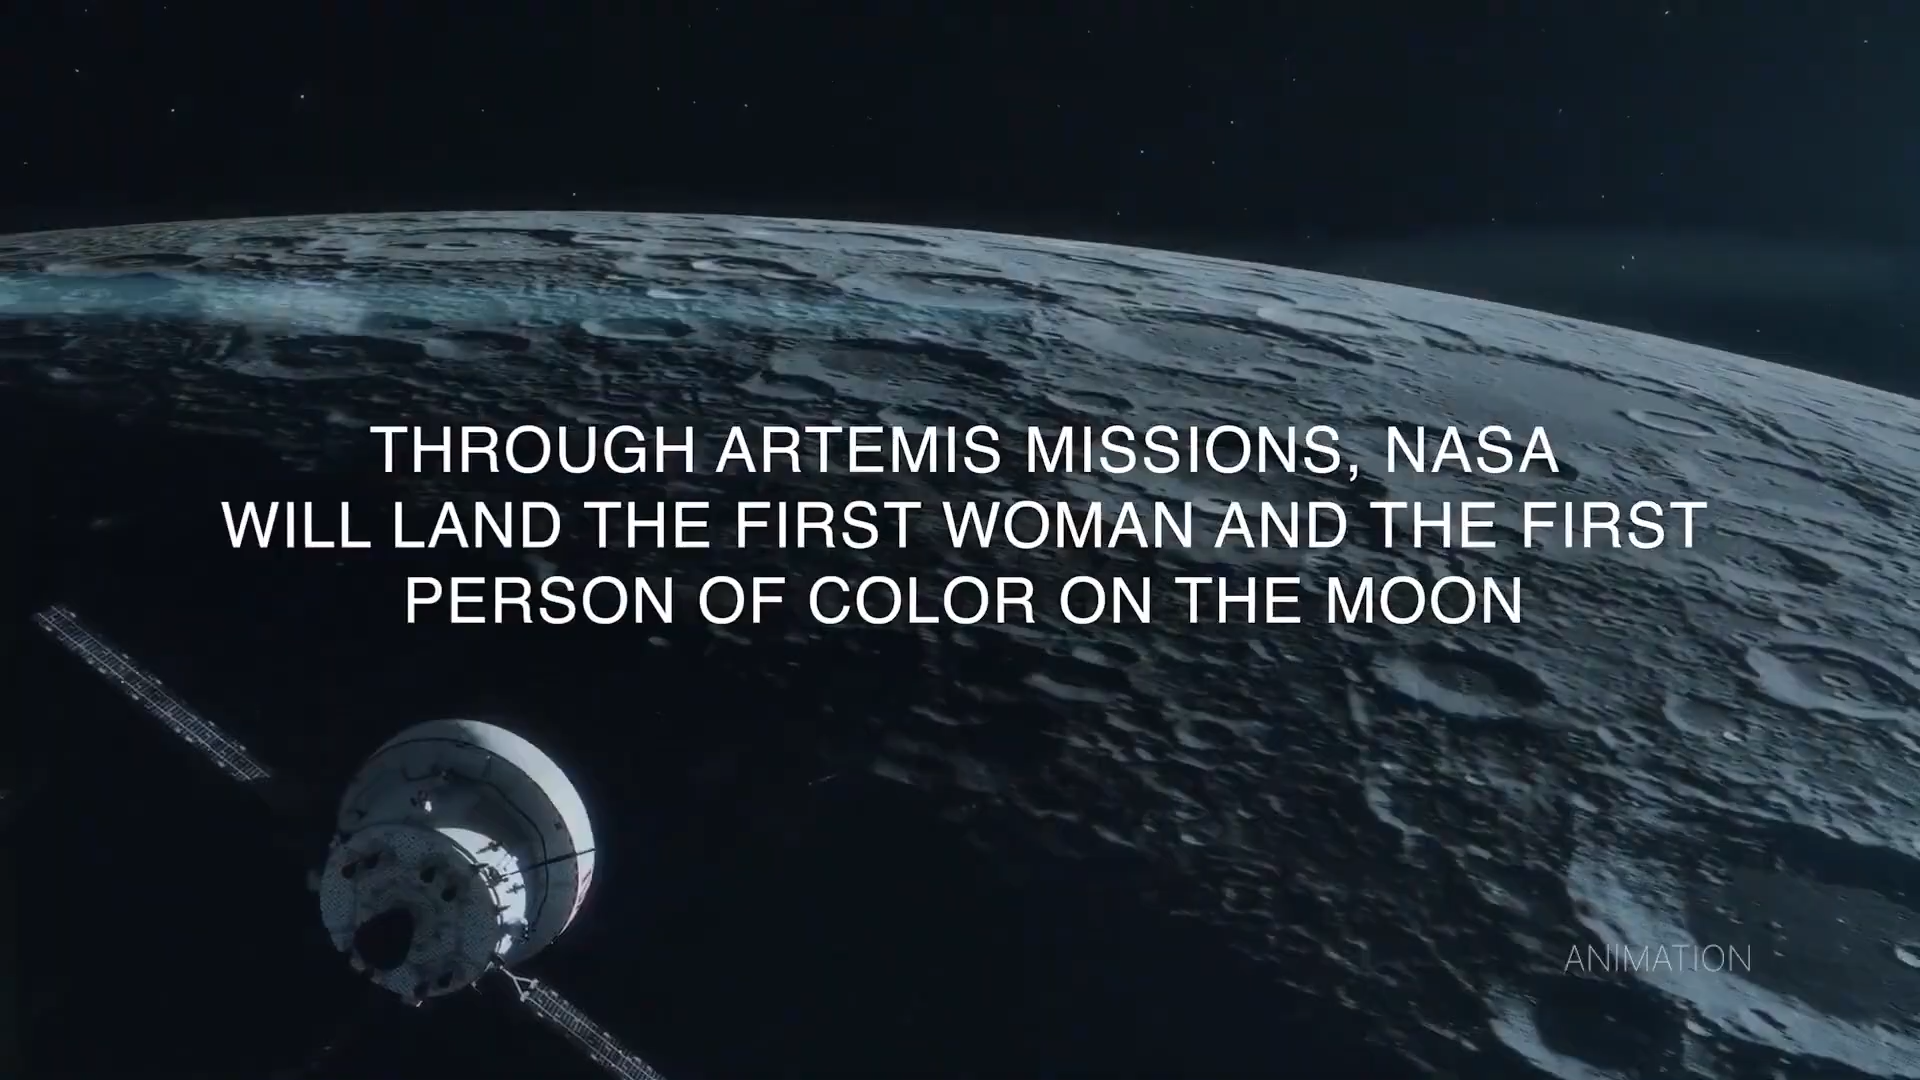 THROUGH ARTEMIS MISSIONS, NASA
WILL LAND THE FIRST WOMAN AND THE FIRST
PERSON OF COLOR ON THE MOON
ANIMATION